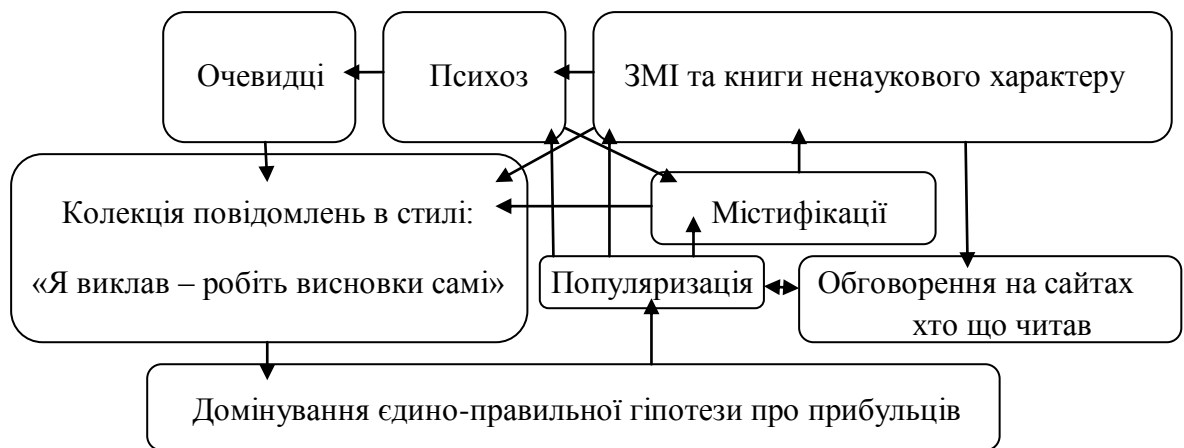 Очевидці
Психоз
ЗМІ та книги ненаукового характеру
Колекція повідомлень в стилі:
«Я виклав – робіть висновки самі»
Містифікації
Популяризація
Обговорення на сайтах
хто що читав
Домінування єдино-правильної гіпотези про прибульців